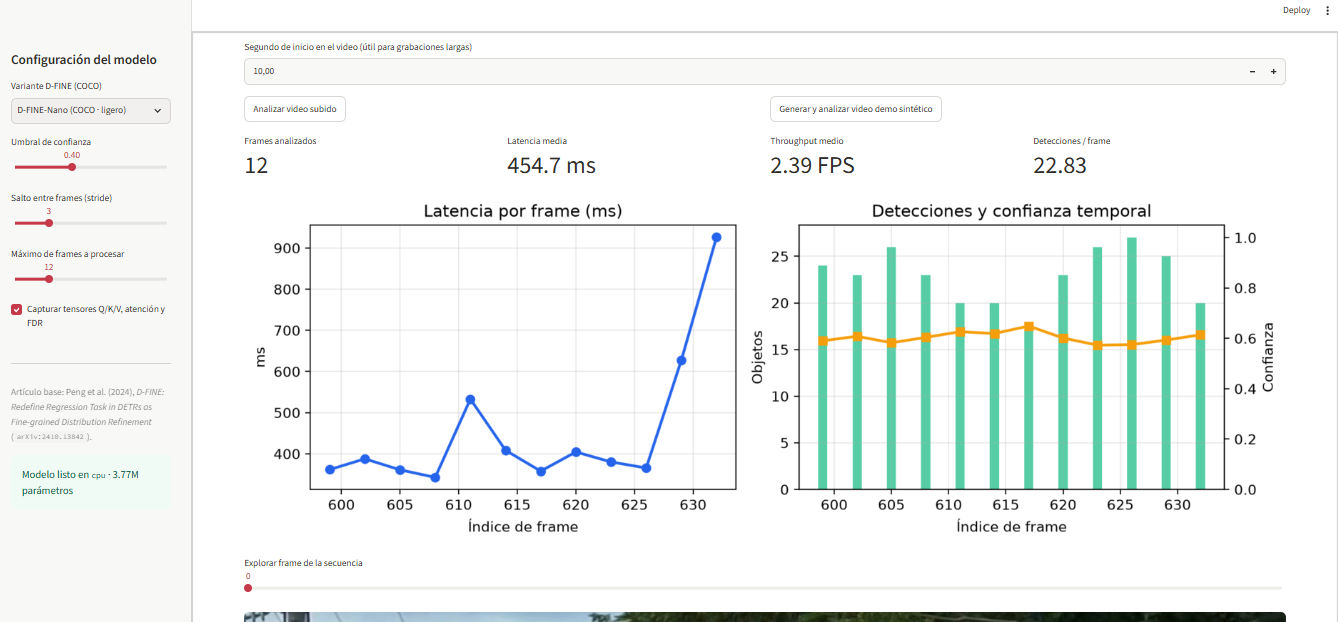 Deploy
Configuración del modelo
Variante D-FINE (COCO)
D-FINE-Nano (COCO · ligero)
Umbral de confianza
0.40
Salto entre frames (stride)
3
Máximo de frames a procesar
12
Capturar tensores Q/K/V, atención y
FDR
Artículo base: Peng et al. (2024), D-FINE:
Redefine Regression Task in DETRs as
Fine-grained Distribution Refinement
( arXiv:2410.13842 ).
Modelo listo en cpu · 3.77M
parámetros
Segundo de inicio en el video (útil para grabaciones largas)
10,00
Analizar video subido
Generar y analizar video demo sintético
Frames analizados
12
Latencia media
454.7 ms
Throughput medio
2.39 FPS
Detecciones / frame
22.83
Latencia por frame (ms)
ms
900
800
700
600
500
400
600 605 610 615 620 625 630
Índice de frame
Detecciones y confianza temporal
Objetos
25
20
15
10
5
0
1.0
0.8
0.6
0.4
0.2
0.0
Confianza
600 605 610 615 620 625 630
Índice de frame
Explorar frame de la secuencia
0